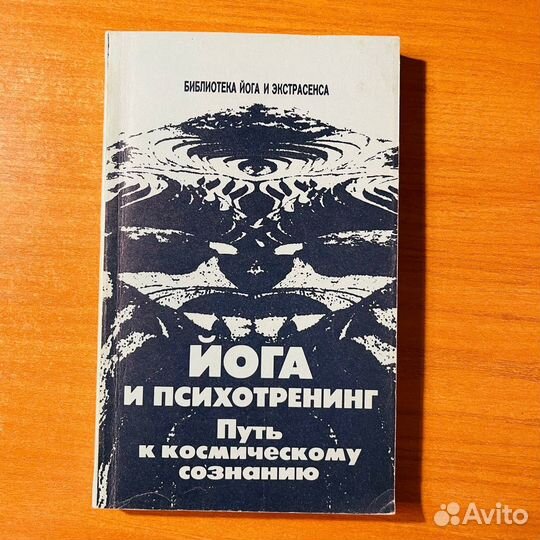 БИБЛИОТЕКА ЙОГА И ЭКСТРАСЕНСА
ЙОГА
И ПСИХОТРЕНИНГ
Путь
к космическому
сознанию
Avito